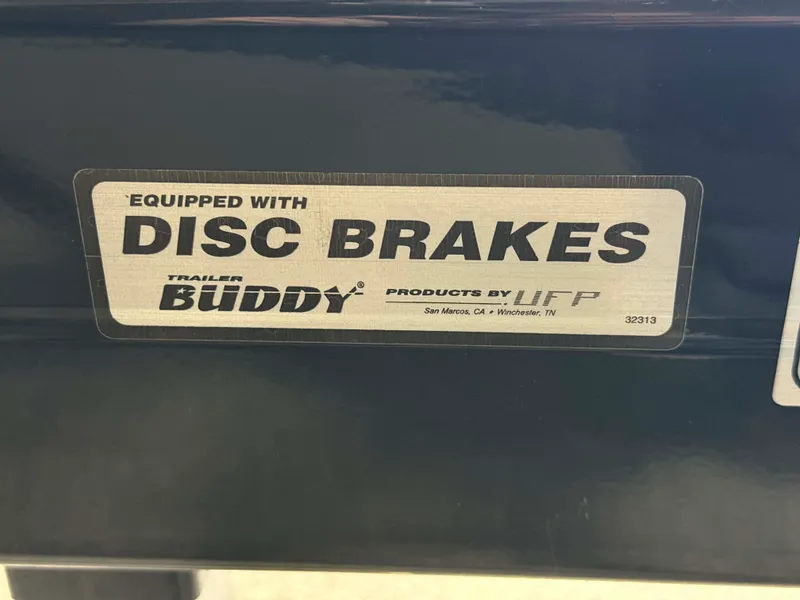 EQUIPPED WITH
DISC BRAKES
TRAILER
BUDDY®
PRODUCTS BY UFP
San Marcos, CA • Winchester, TN
32313